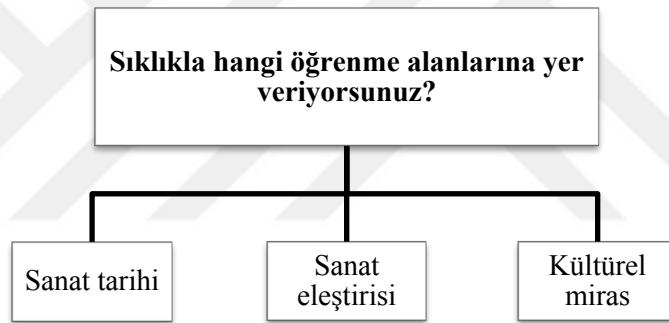 Sıklıkla hangi öğrenme alanlarına yer
veriyorsunuz?
Sanat tarihi
Sanat
eleştirisi
Kültürel
miras